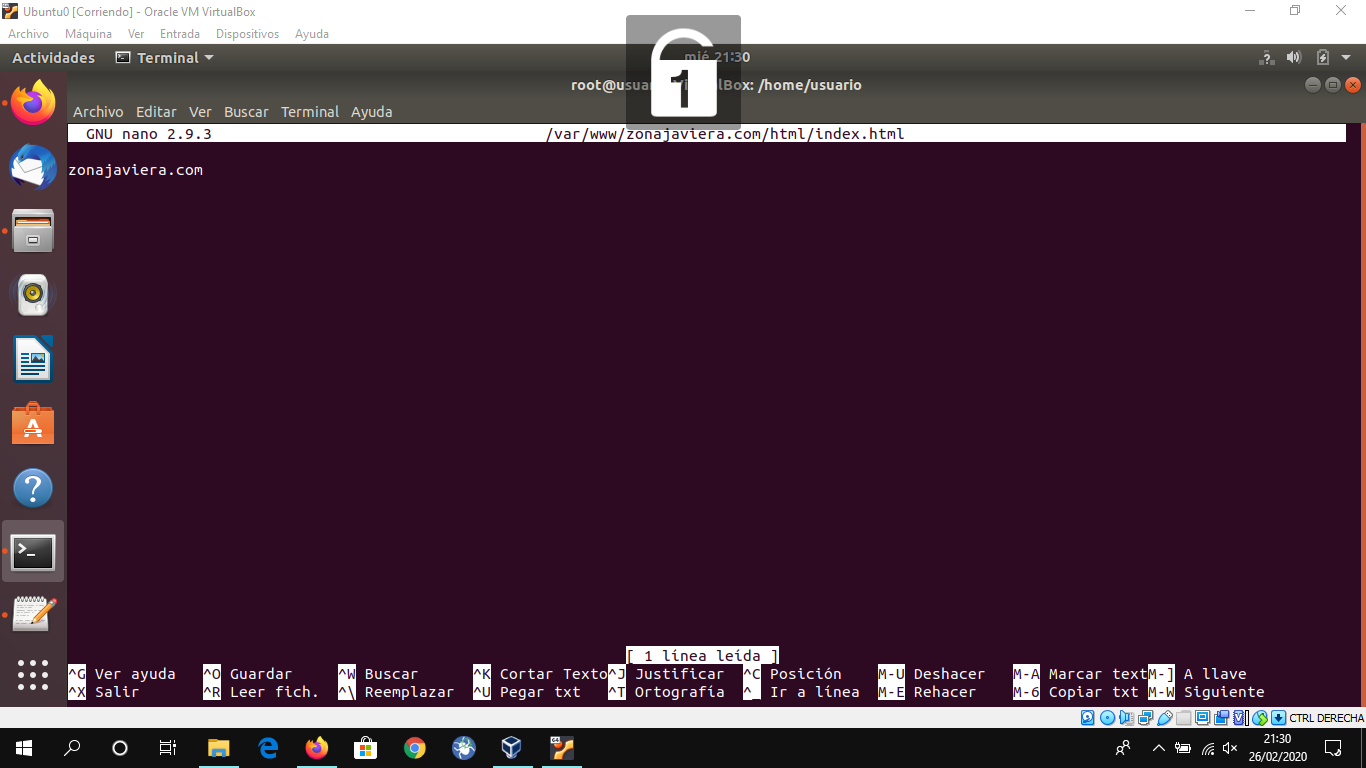 Ubuntu0 [Corriendo] - Oracle VM VirtualBox
Archivo Máquina Ver Entrada Dispositivos Ayuda
Actividades Terminal mié 21:30
1
root@usuario-VirtualBox: /home/usuario
Archivo Editar Ver Buscar Terminal Ayuda
GNU nano 2.9.3 /var/www/zonajaviera.com/html/index.html
zonajaviera.com
[ 1 línea leída ]
^G Ver ayuda ^O Guardar ^W Buscar ^K Cortar Texto ^J Justificar ^C Posición M-U Deshacer M-A Marcar text M-] A llave
^X Salir ^R Leer fich. ^\ Reemplazar ^U Pegar txt ^T Ortografía ^_ Ir a línea M-E Rehacer M-6 Copiar txt M-W Siguiente
CTRL DERECHA
21:30
26/02/2020